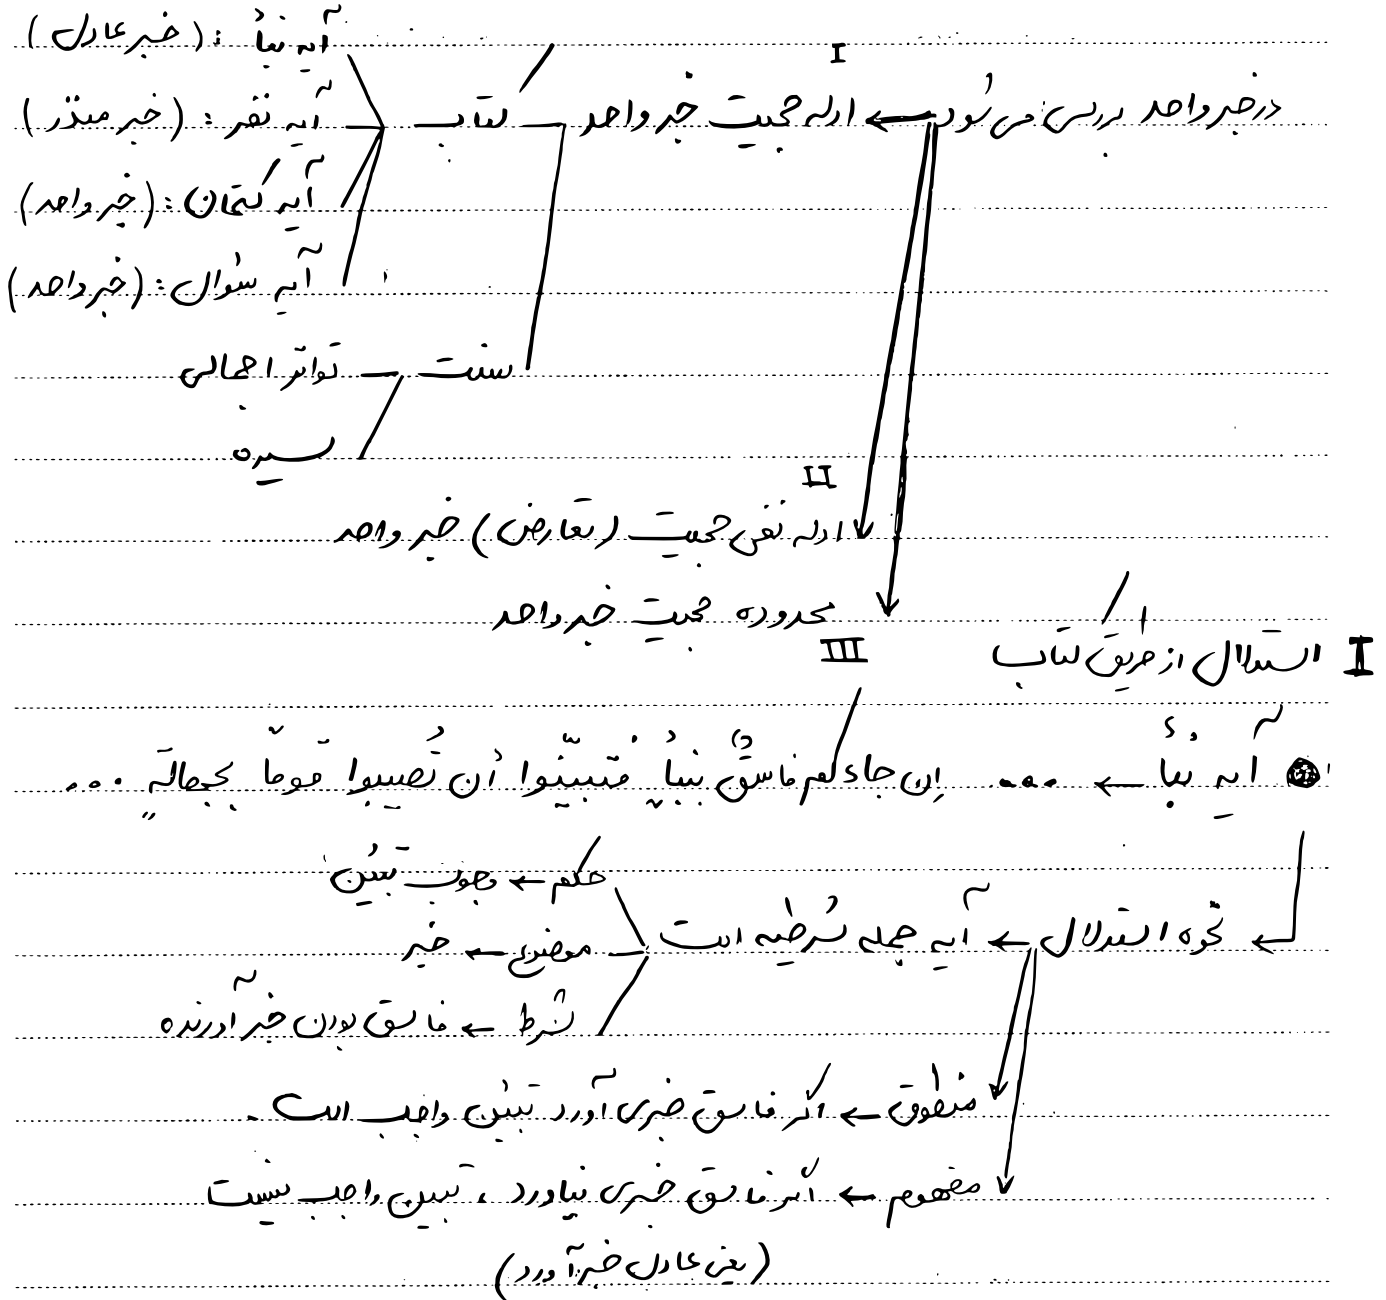 آیه نبأ : (خبر عادل)
I
در خبر واحد بررسی می شود ← ادله حجیت خبر واحد — کتاب — آیه نفر : (خبر منذر)
آیه کتمان : (خبر واحد)
آیه سؤال : (خبر واحد)
سنت — تواتر اجمالی
سیره
II
ادله نفی حجیت (تعارض) خبر واحد
محدوده حجیت خبر واحد
III
I استدلال از طریق کتاب
آیه نبأ ← .... إن جاءکم فاسقٌ بنبأٍ فتبیّنوا أن تُصیبوا قوماً بجهالةٍ ...
حکم ← وجوب تبیّن
نحوه استدلال ← آیه جمله شرطیه است — موضوع ← خبر
شرط ← فاسق بودن خبر آورنده
منطوق ← اگر فاسق خبری آورد تبیّن واجب است .
مفهوم ← اگر فاسق خبری نیاورد ، تبیین واجب نیست
(یعنی عادل خبر آورد)